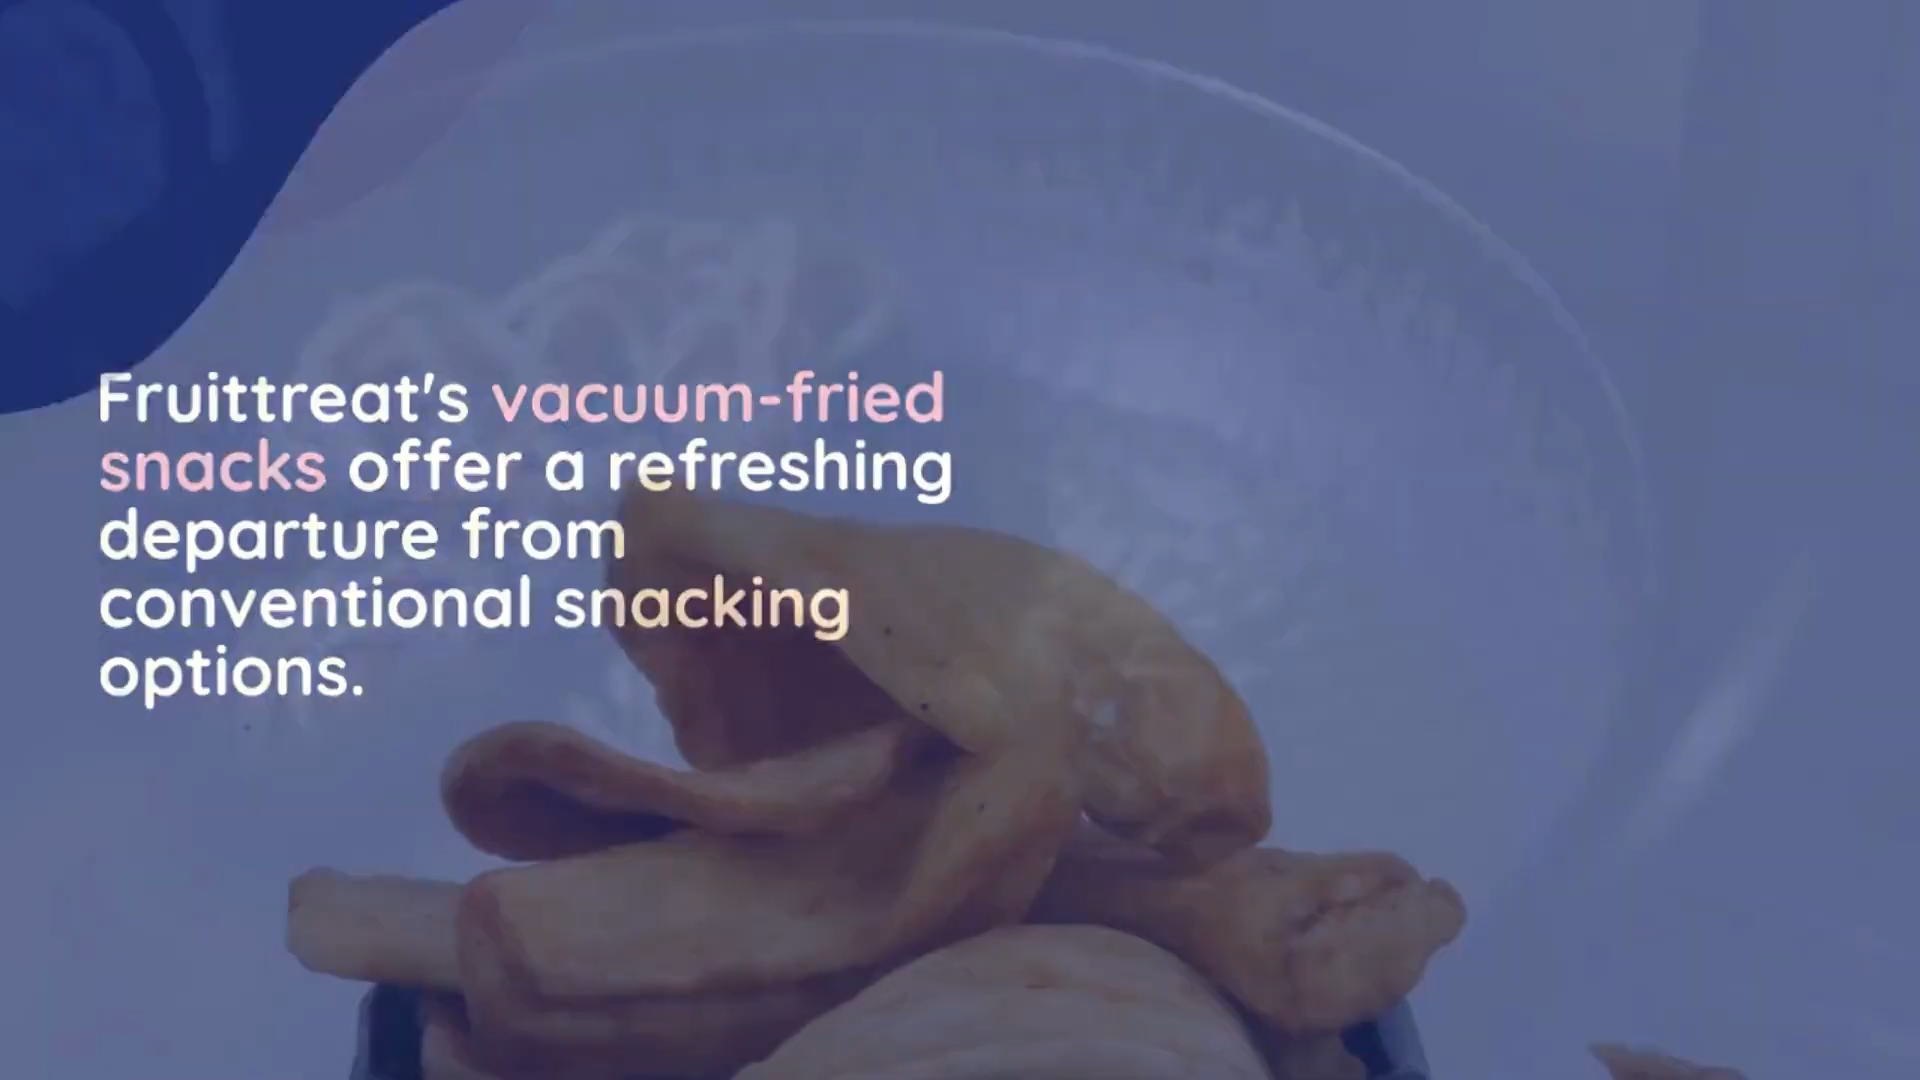 Fruittreat's vacuum-fried
snacks offer a refreshing
departure from
conventional snacking
options.